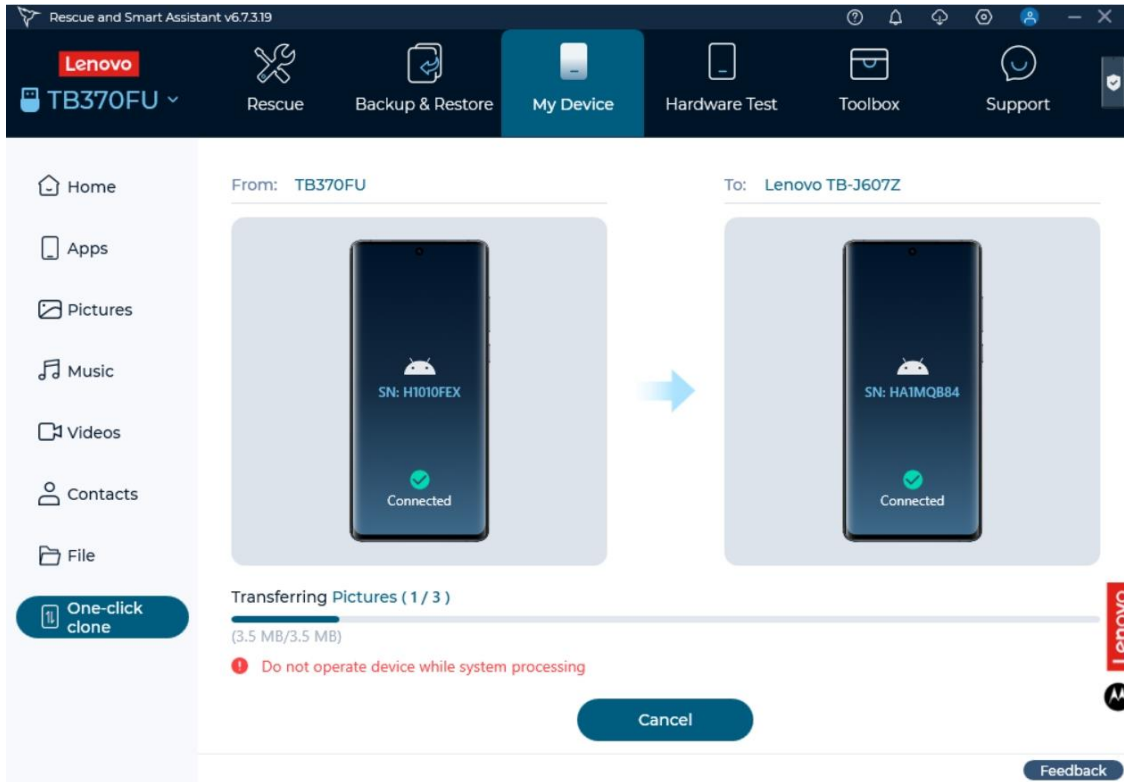 Rescue and Smart Assistant v6.7.3.19
Lenovo
TB370FU
Rescue
Backup & Restore
My Device
Hardware Test
Toolbox
Support
Home
Apps
Pictures
Music
Videos
Contacts
File
One-click
clone
From: TB370FU
To: Lenovo TB-J607Z
SN: H1010FEX
Connected
SN: HA1MQB84
Connected
Transferring Pictures ( 1 / 3 )
(3.5 MB/3.5 MB)
Do not operate device while system processing
Cancel
Lenovo
Feedback